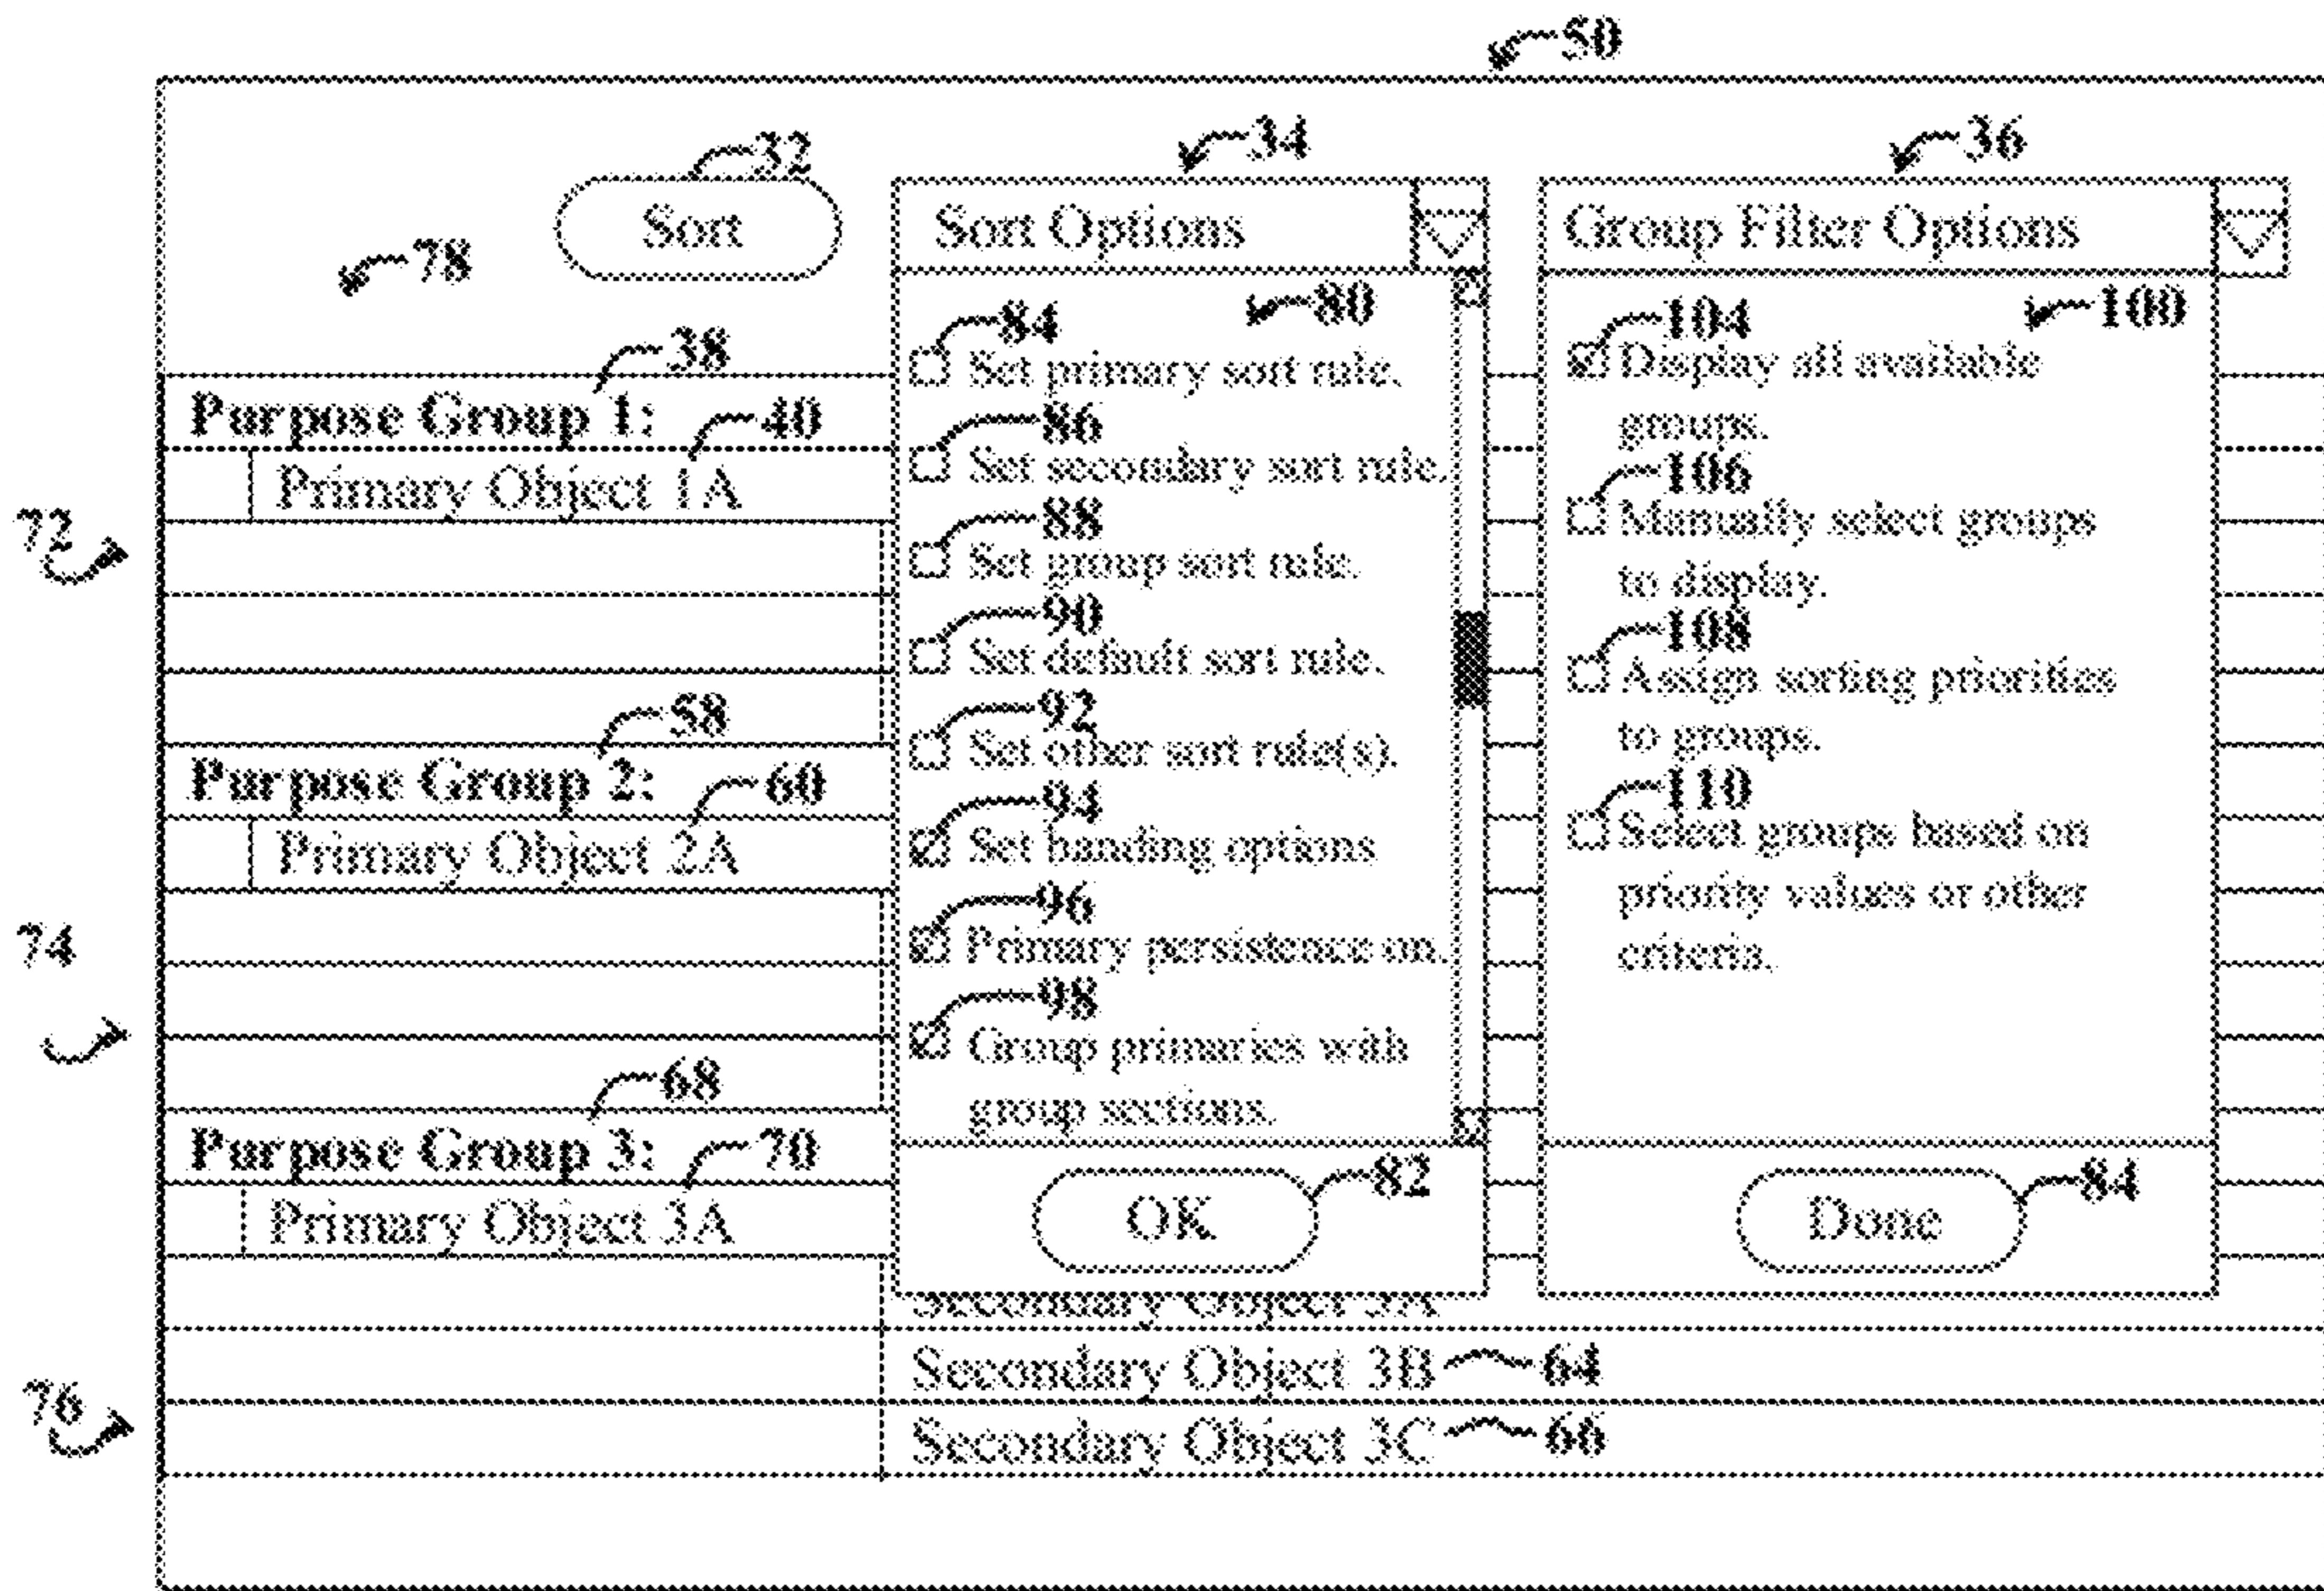 50
32
34
36
Sort
Sort Options
Group Filter Options
78
80
100
84
Set primary sort rule.
104
Display all available
groups.
38
Purpose Group 1:
40
Primary Object 1A
86
Set secondary sort rule.
106
Manually select groups
to display.
72
88
Set group sort rule.
90
Set default sort rule.
108
Assign sorting priorities
to groups.
58
Purpose Group 2:
60
Primary Object 2A
92
Set other sort rule(s).
94
Set banding options
110
Select groups based on
priority values or other
criteria.
74
96
Primary persistence on.
98
Group primaries with
group sections.
68
Purpose Group 3:
70
Primary Object 3A
OK
82
Done
84
Secondary Object 3A
Secondary Object 3B
64
76
Secondary Object 3C
66